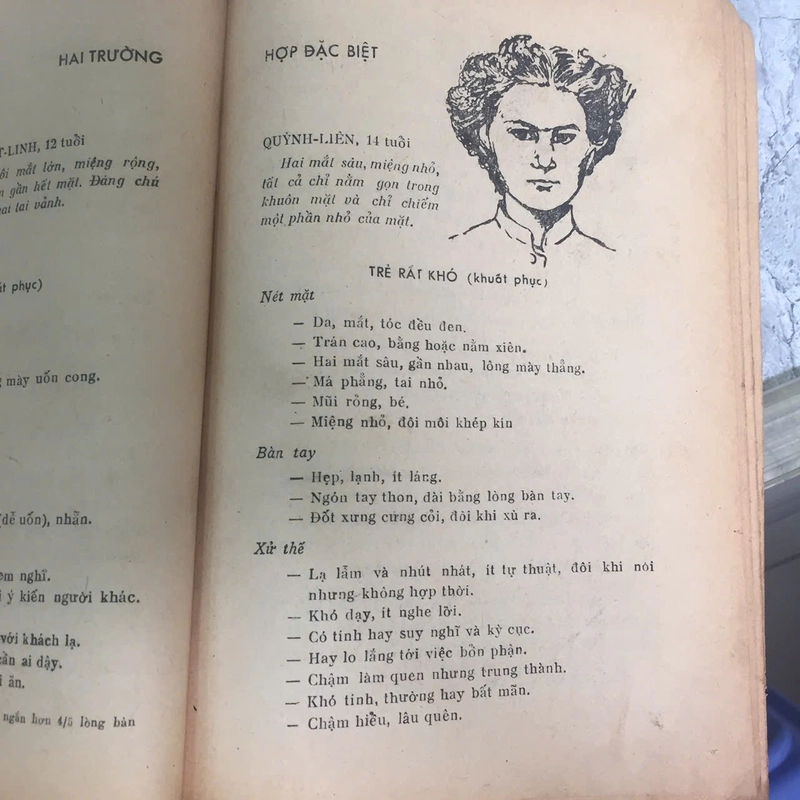 HAI TRƯỜNG
T-LINH, 12 tuổi
ôi mắt lớn, miệng rộng,
gần hết mặt. Đáng chú
tai vảnh.
phục)
mày uốn cong.
(dễ uốn), nhẵn.
nghĩ.
ý kiến người khác.
với khách lạ.
ai dậy.
ăn.
ngắn hơn 4/5 lòng bàn
HỢP ĐẶC BIỆT
QUỲNH-LIÊN, 14 tuồi
Hai mắt sâu, miệng nhỏ,
tất cả chỉ nằm gọn trong
khuôn mặt và chỉ chiếm
một phần nhỏ của mặt.
TRẺ RẤT KHÓ (khuất phục)
Nét mặt
— Da, mắt, tóc đều đen.
— Trán cao, bằng hoặc nằm xiên.
— Hai mắt sâu, gần nhau, lông mày thẳng.
— Má phẳng, tai nhỏ.
— Mũi rỏng, bé.
— Miệng nhỏ, đôi môi khép kín
Bàn tay
— Hẹp, lạnh, ít láng.
— Ngón tay thon, dài bằng lòng bàn tay.
— Đốt xưng cứng cỏi, đôi khi xù ra.
Xử thế
— Lạ lẫm và nhút nhát, ít tự thuật, đôi khi nói
nhưng không hợp thời.
— Khó dạy, ít nghe lời.
— Có tính hay suy nghĩ và kỳ cục.
— Hay lo lắng tới việc bồn phận.
— Chậm làm quen nhưng trung thành.
— Khó tính, thường hay bất mãn.
— Chậm hiều, lâu quên.